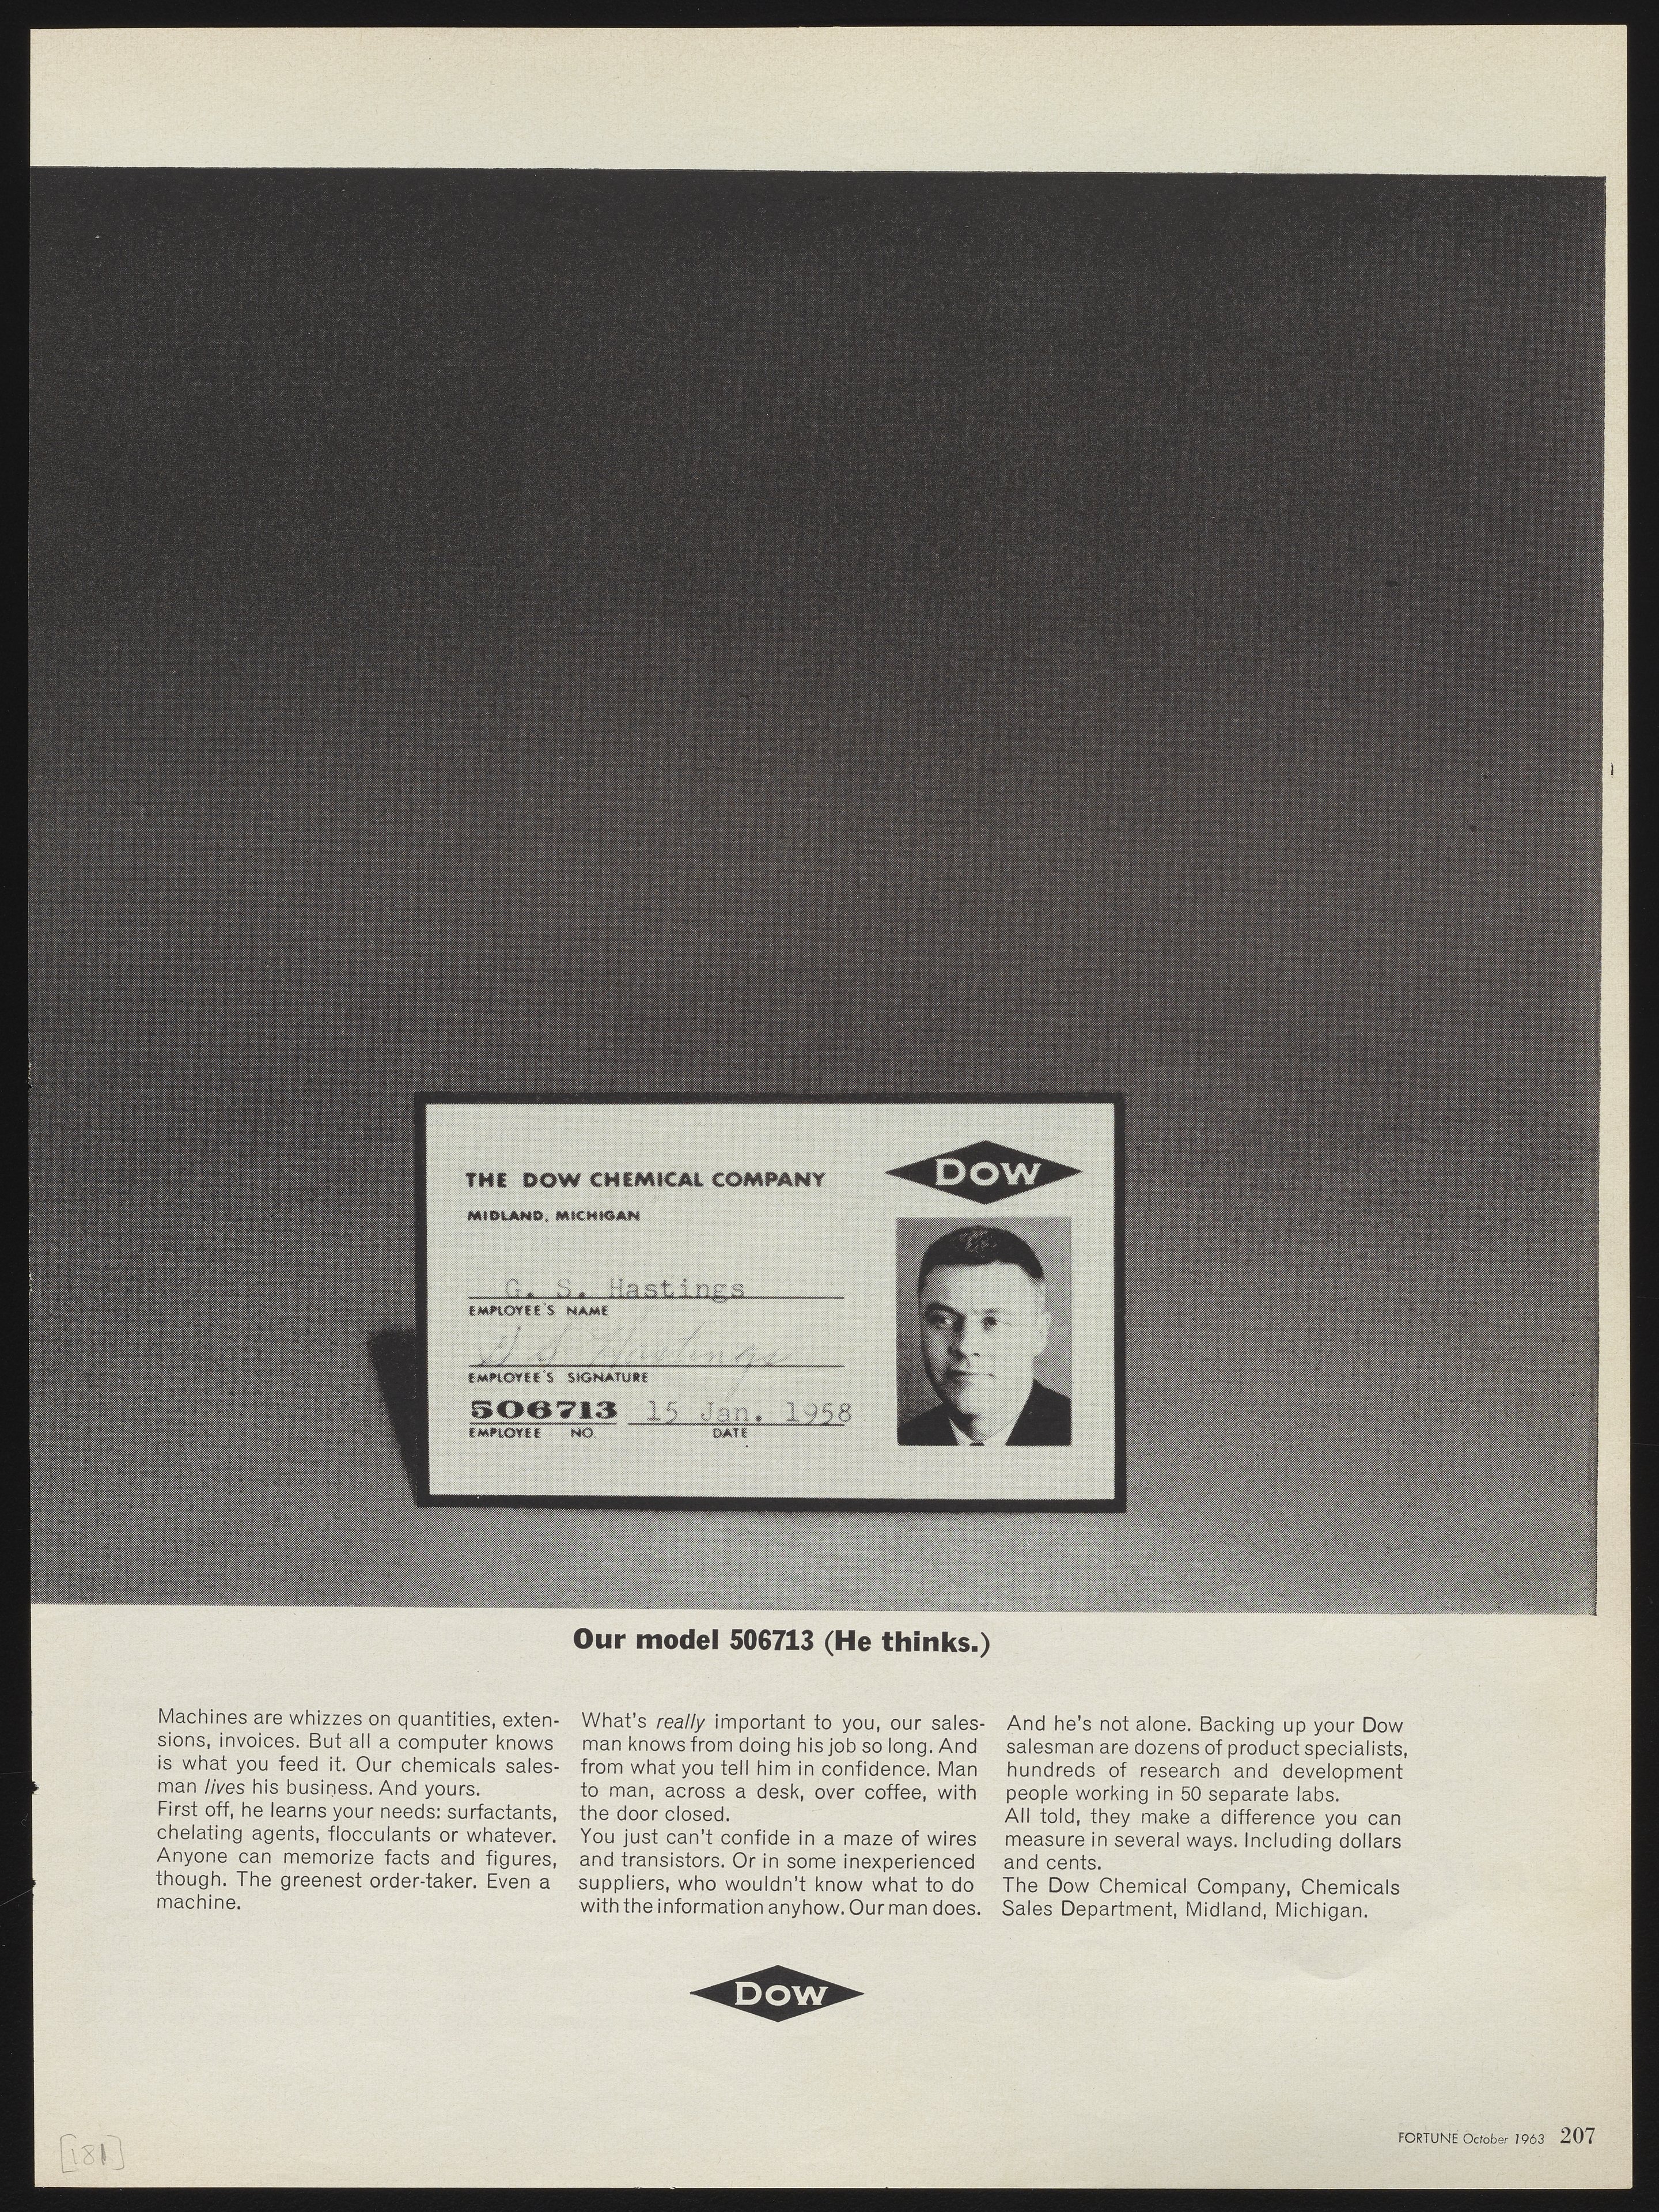 THE DOW CHEMICAL COMPANY
MIDLAND, MICHIGAN
DOW
G. S. Hastings
EMPLOYEE'S NAME
G S Hastings
EMPLOYEE'S SIGNATURE
506713 15 Jan. 1958
EMPLOYEE NO. DATE
Our model 506713 (He thinks.)
Machines are whizzes on quantities, exten-
sions, invoices. But all a computer knows
is what you feed it. Our chemicals sales-
man lives his business. And yours.
First off, he learns your needs: surfactants,
chelating agents, flocculants or whatever.
Anyone can memorize facts and figures,
though. The greenest order-taker. Even a
machine.
What's really important to you, our sales-
man knows from doing his job so long. And
from what you tell him in confidence. Man
to man, across a desk, over coffee, with
the door closed.
You just can't confide in a maze of wires
and transistors. Or in some inexperienced
suppliers, who wouldn't know what to do
with the information anyhow. Our man does.
And he's not alone. Backing up your Dow
salesman are dozens of product specialists,
hundreds of research and development
people working in 50 separate labs.
All told, they make a difference you can
measure in several ways. Including dollars
and cents.
The Dow Chemical Company, Chemicals
Sales Department, Midland, Michigan.
DOW
[181]
FORTUNE October 1963 207